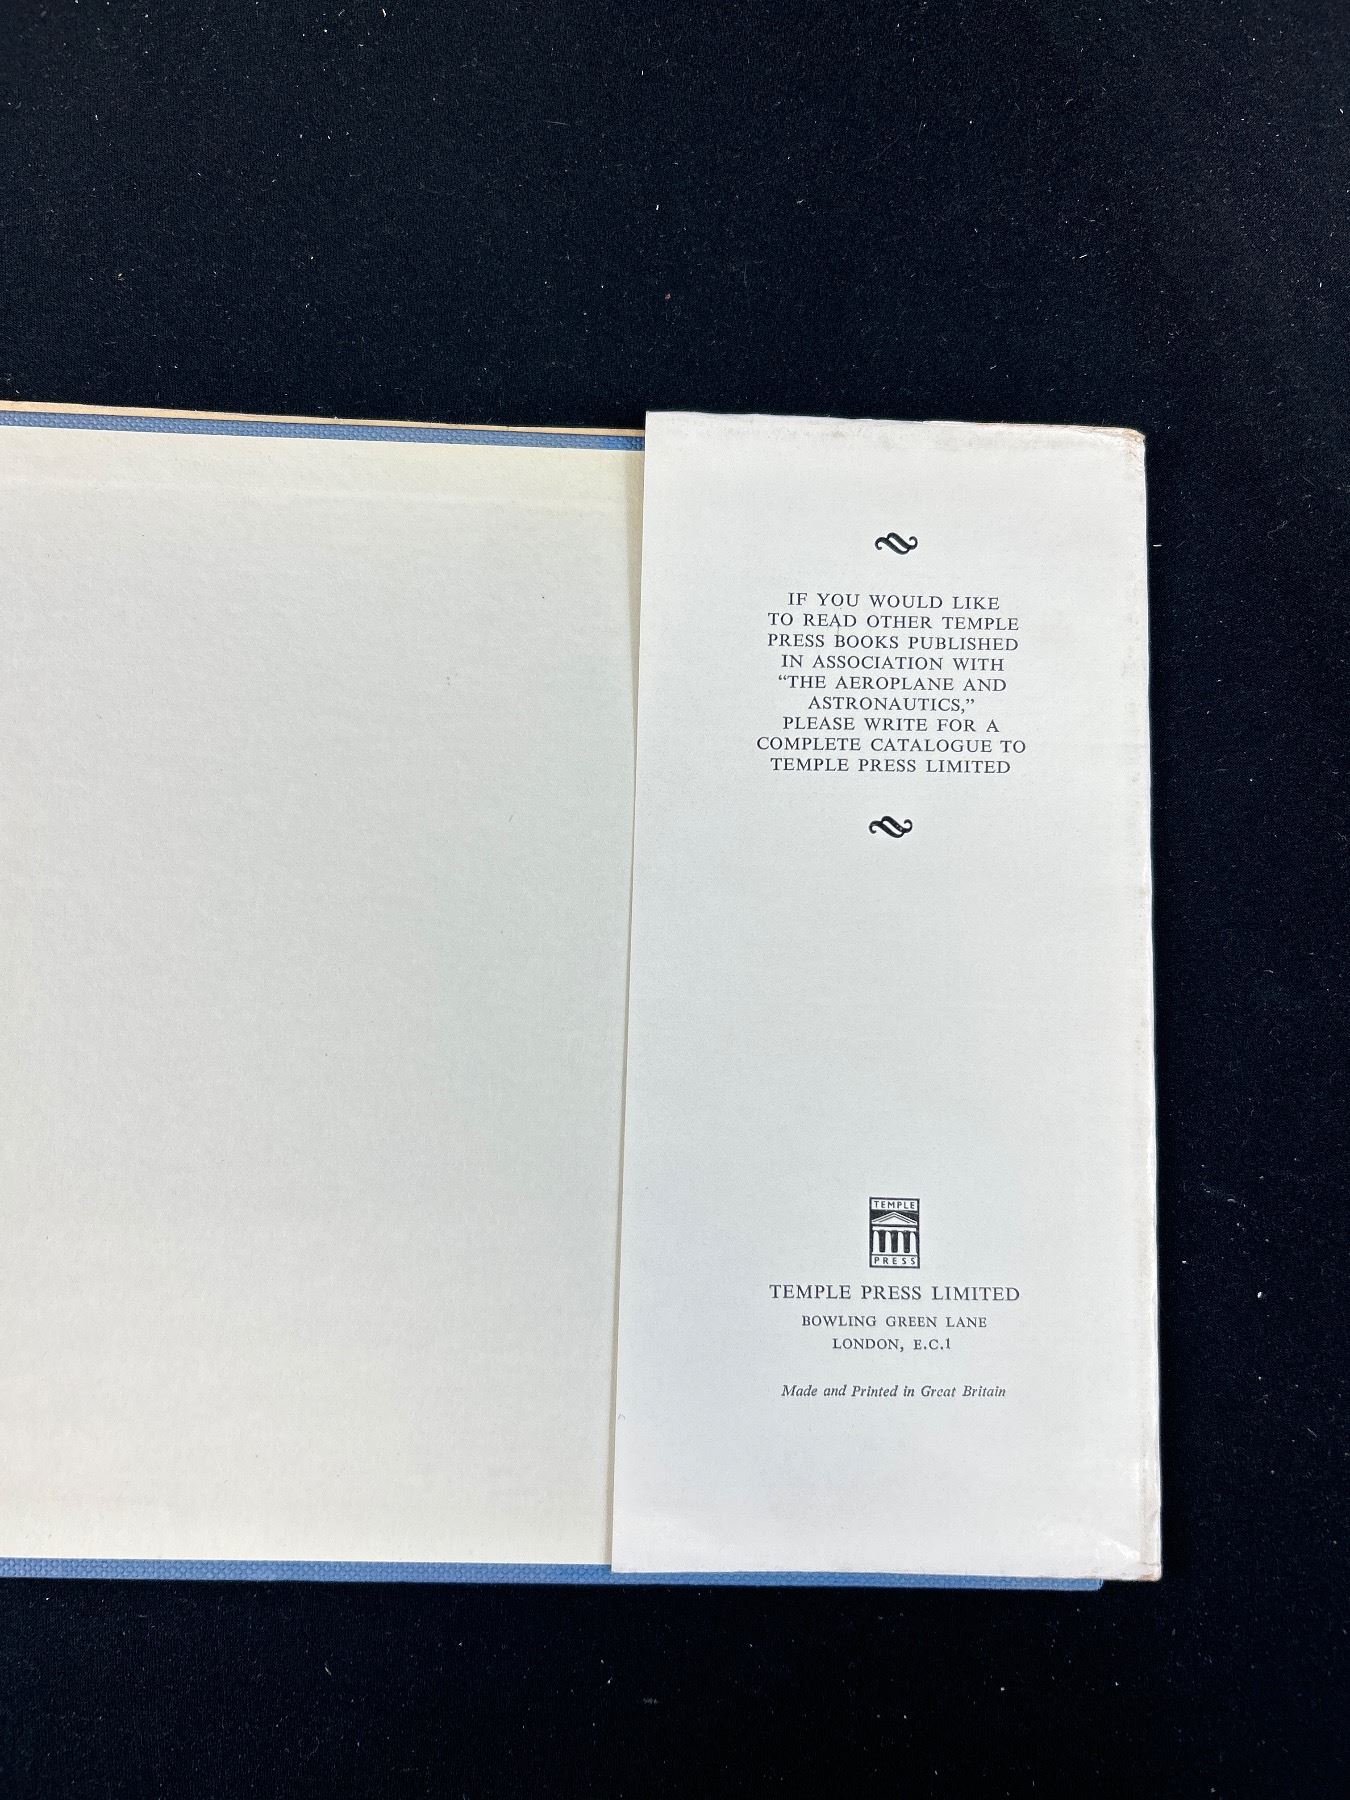 IF YOU WOULD LIKE
TO READ OTHER TEMPLE
PRESS BOOKS PUBLISHED
IN ASSOCIATION WITH
“THE AEROPLANE AND
ASTRONAUTICS,”
PLEASE WRITE FOR A
COMPLETE CATALOGUE TO
TEMPLE PRESS LIMITED
TEMPLE
PRESS
TEMPLE PRESS LIMITED
BOWLING GREEN LANE
LONDON, E.C.1
Made and Printed in Great Britain